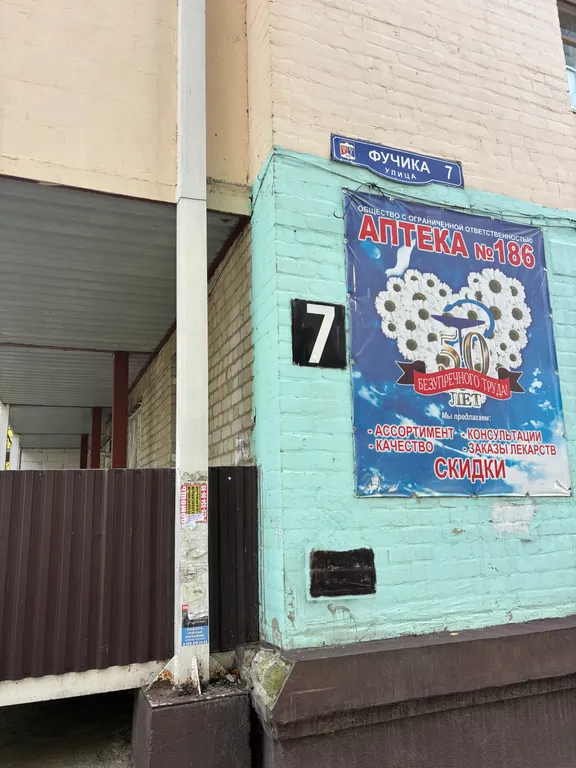 ФУЧИКА 7
УЛИЦА
ОБЩЕСТВО С ОГРАНИЧЕННОЙ ОТВЕТСТВЕННОСТЬЮ
АПТЕКА №186
7
50
БЕЗУПРЕЧНОГО ТРУДА!
ЛЕТ
Мы предлагаем:
- АССОРТИМЕНТ - КОНСУЛЬТАЦИИ
- КАЧЕСТВО - ЗАКАЗЫ ЛЕКАРСТВ
СКИДКИ
ПОМОЩЬ